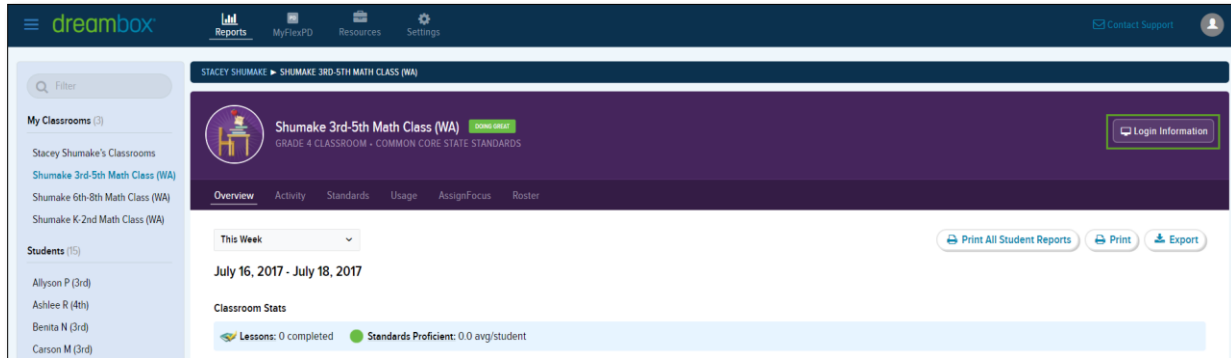 dreambox
Reports
MyFlexPD
Resources
Settings
Contact Support
Filter
My Classrooms (3)
Stacey Shumake's Classrooms
Shumake 3rd-5th Math Class (WA)
Shumake 6th-8th Math Class (WA)
Shumake K-2nd Math Class (WA)
Students (15)
Allyson P (3rd)
Ashlee R (4th)
Benita N (3rd)
Carson M (3rd)
STACEY SHUMAKE ► SHUMAKE 3RD-5TH MATH CLASS (WA)
Shumake 3rd-5th Math Class (WA) DOING GREAT
GRADE 4 CLASSROOM • COMMON CORE STATE STANDARDS
Login Information
Overview Activity Standards Usage AssignFocus Roster
This Week
Print All Student Reports Print Export
July 16, 2017 - July 18, 2017
Classroom Stats
Lessons: 0 completed Standards Proficient: 0.0 avg/student